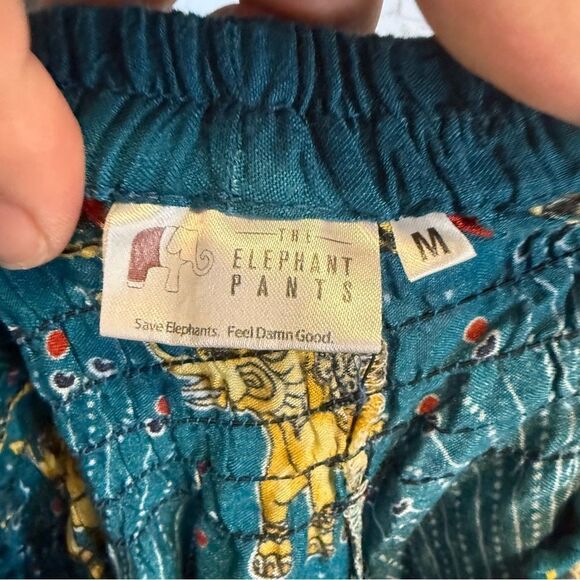 THE
ELEPHANT
PANTS
Save Elephants. Feel Damn Good.
M